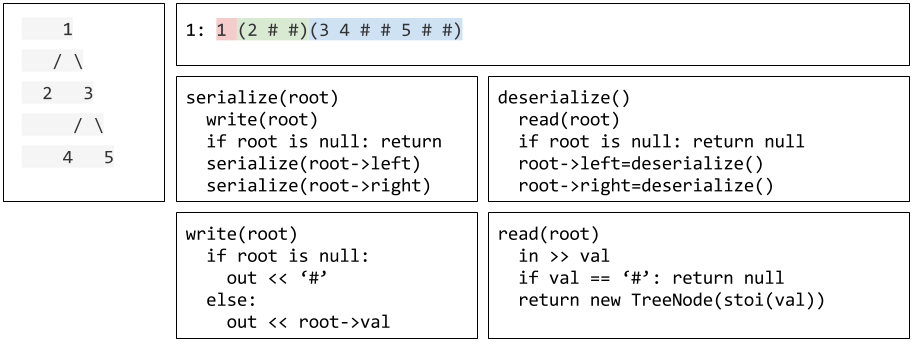 1
/ \
2   3
/ \
4   5
1: 1 (2 # #)(3 4 # # 5 # #)
serialize(root)
  write(root)
  if root is null: return
  serialize(root->left)
  serialize(root->right)
deserialize()
  read(root)
  if root is null: return null
  root->left=deserialize()
  root->right=deserialize()
write(root)
  if root is null:
    out << ‘#’
  else:
    out << root->val
read(root)
  in >> val
  if val == ‘#’: return null
  return new TreeNode(stoi(val))